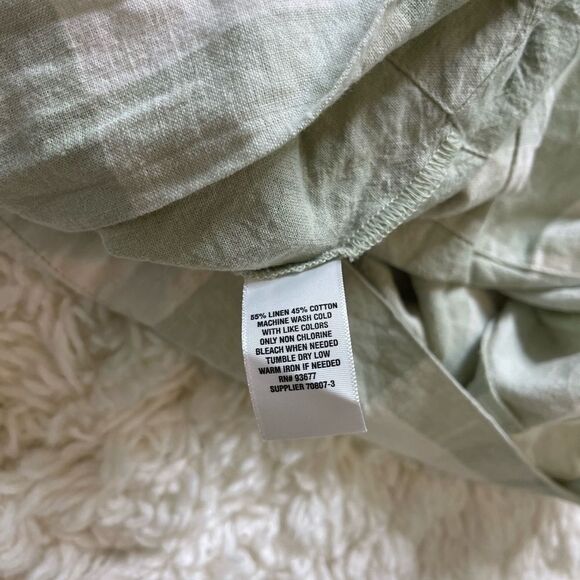 55% LINEN 45% COTTON
MACHINE WASH COLD
WITH LIKE COLORS
ONLY NON CHLORINE
BLEACH WHEN NEEDED
TUMBLE DRY LOW
WARM IRON IF NEEDED
RN# 93677
SUPPLIER 70807-3